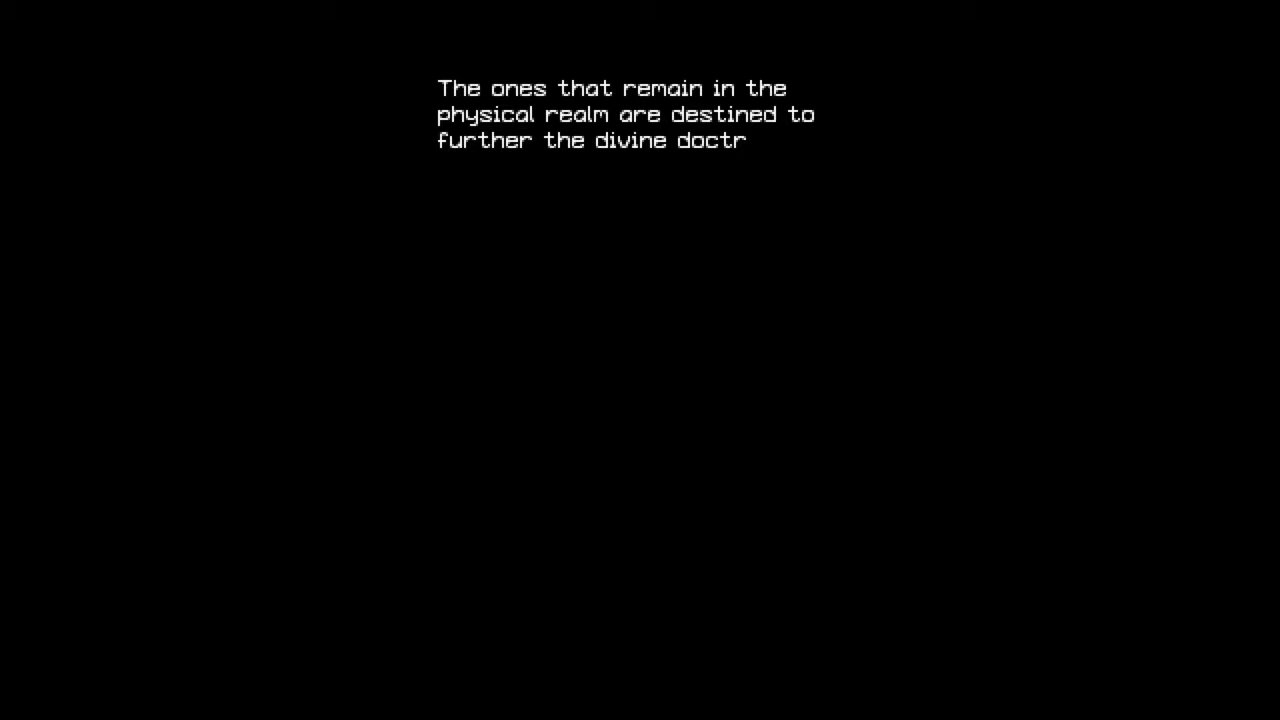 The ones that remain in the
physical realm are destined to
further the divine doctr